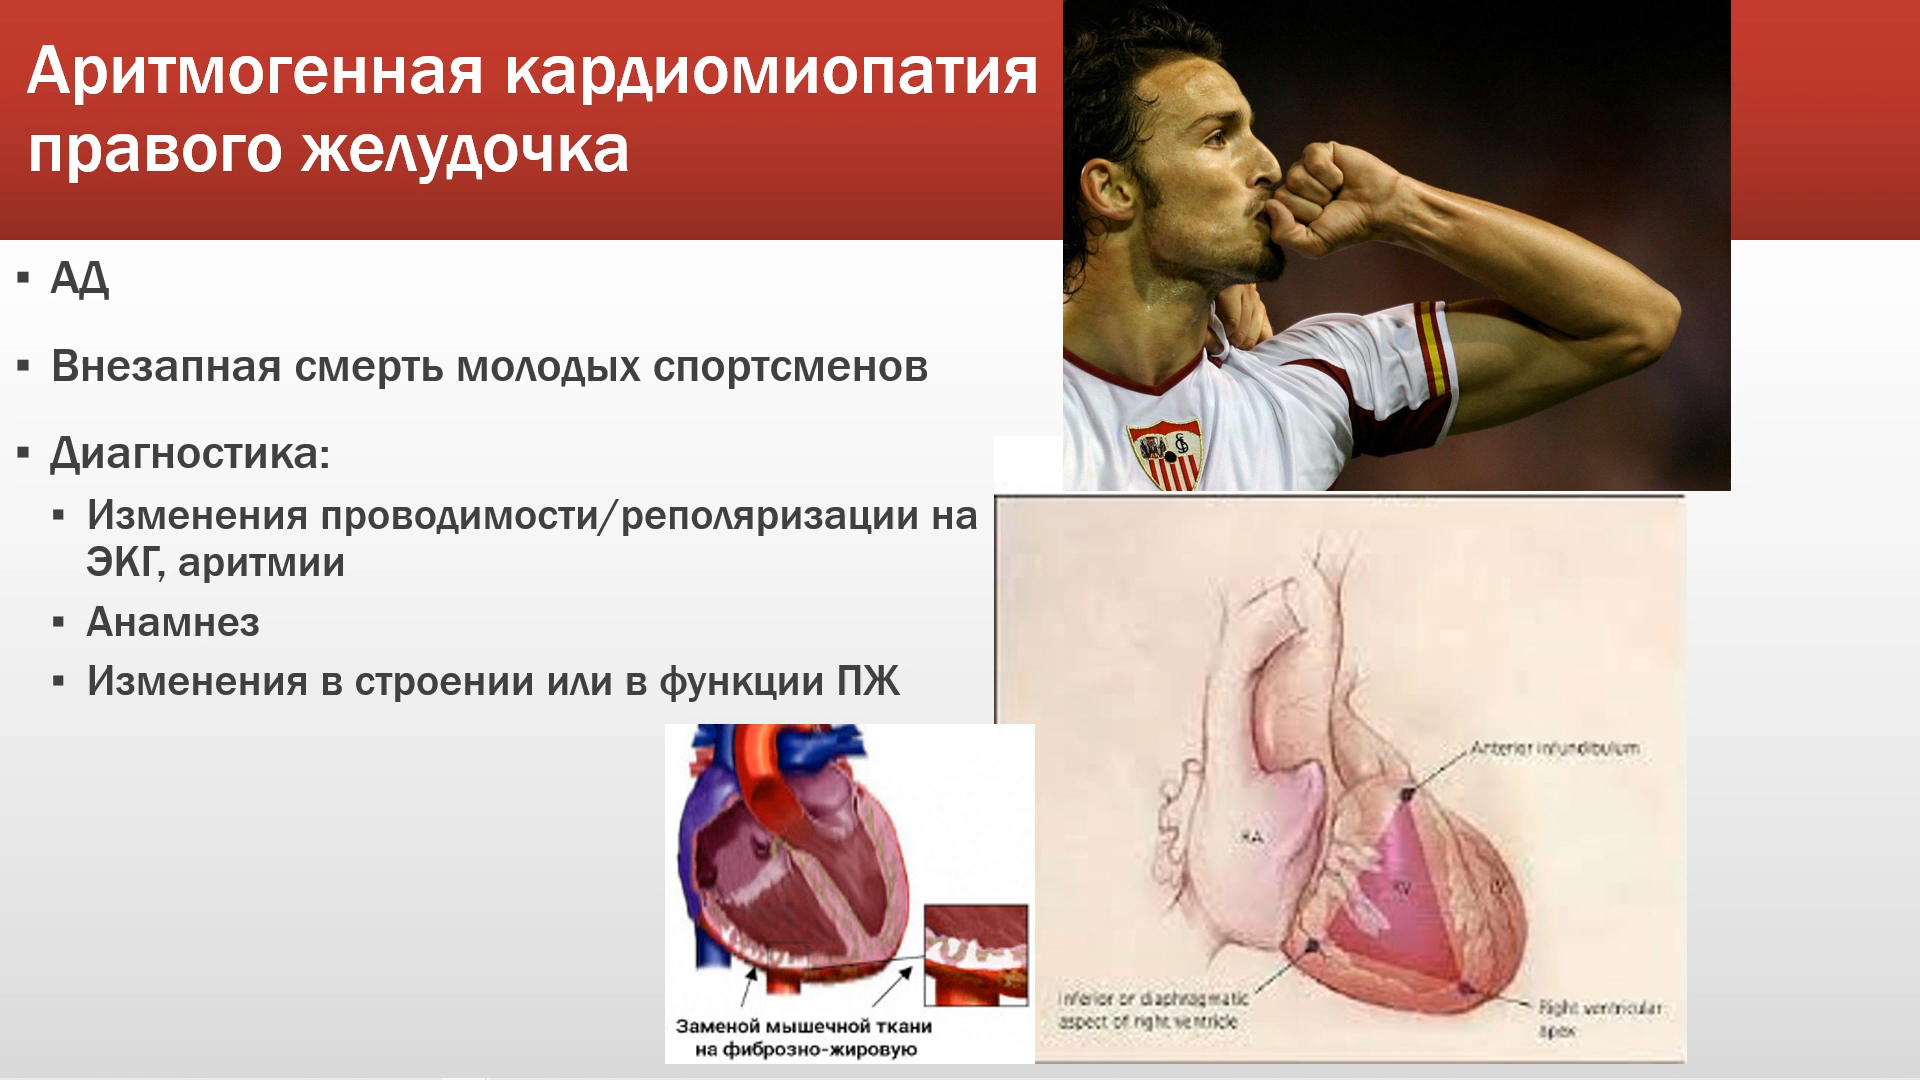 Аритмогенная кардиомиопатия
правого желудочка
▪ АД
▪ Внезапная смерть молодых спортсменов
▪ Диагностика:
▪ Изменения проводимости/реполяризации на
ЭКГ, аритмии
▪ Анамнез
▪ Изменения в строении или в функции ПЖ
Anterior infundibulum
RA
RV
LV
Inferior or diaphragmatic
aspect of right ventricle
Right ventricular
apex
Заменой мышечной ткани
на фиброзно-жировую